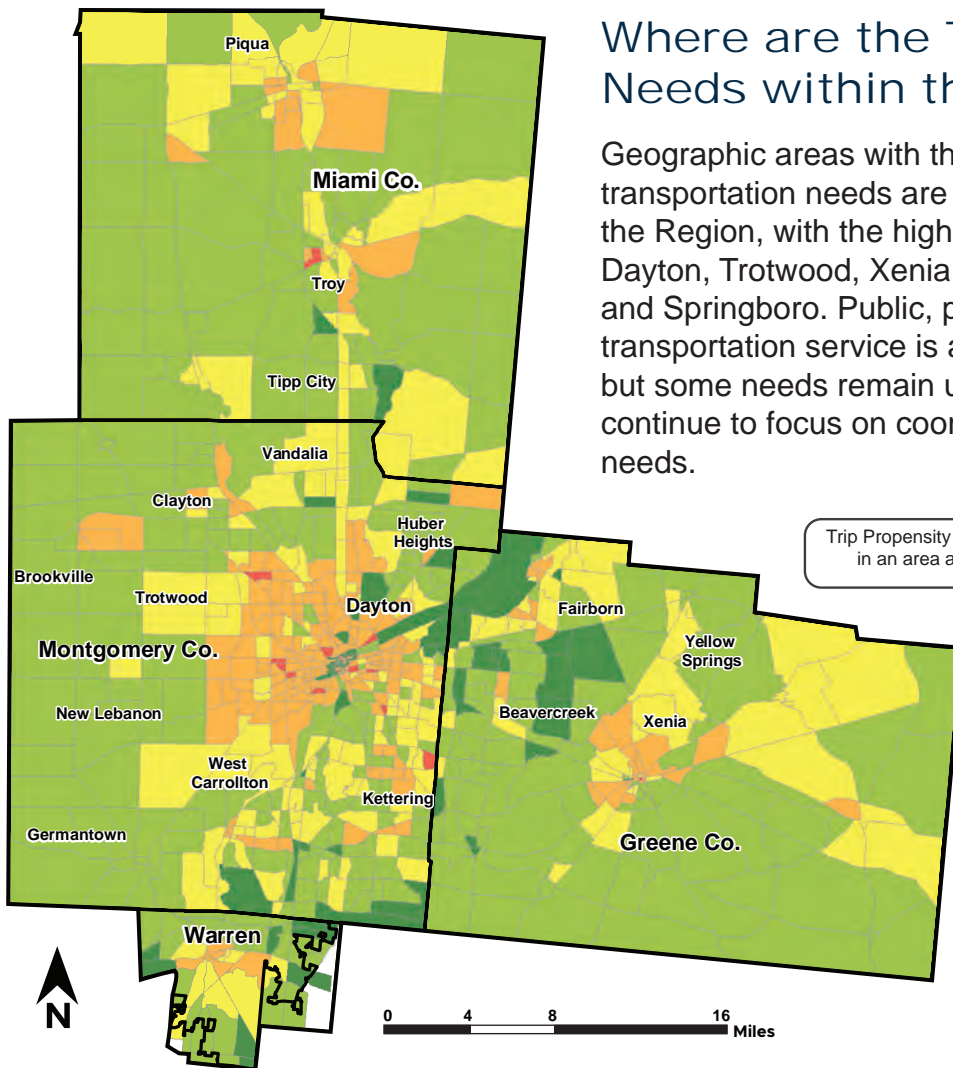 Where are the
Needs within th
Geographic areas with th
transportation needs are
the Region, with the high
Dayton, Trotwood, Xenia
and Springboro. Public, p
transportation service is a
but some needs remain u
continue to focus on coor
needs.
Trip Propensity
in an area a
Piqua
Miami Co.
Troy
Tipp City
Vandalia
Clayton
Huber
Heights
Brookville
Trotwood
Dayton
Fairborn
Montgomery Co.
Yellow
Springs
New Lebanon
Beavercreek
Xenia
West
Carrollton
Kettering
Germantown
Greene Co.
Warren
N
0 4 8 16
Miles